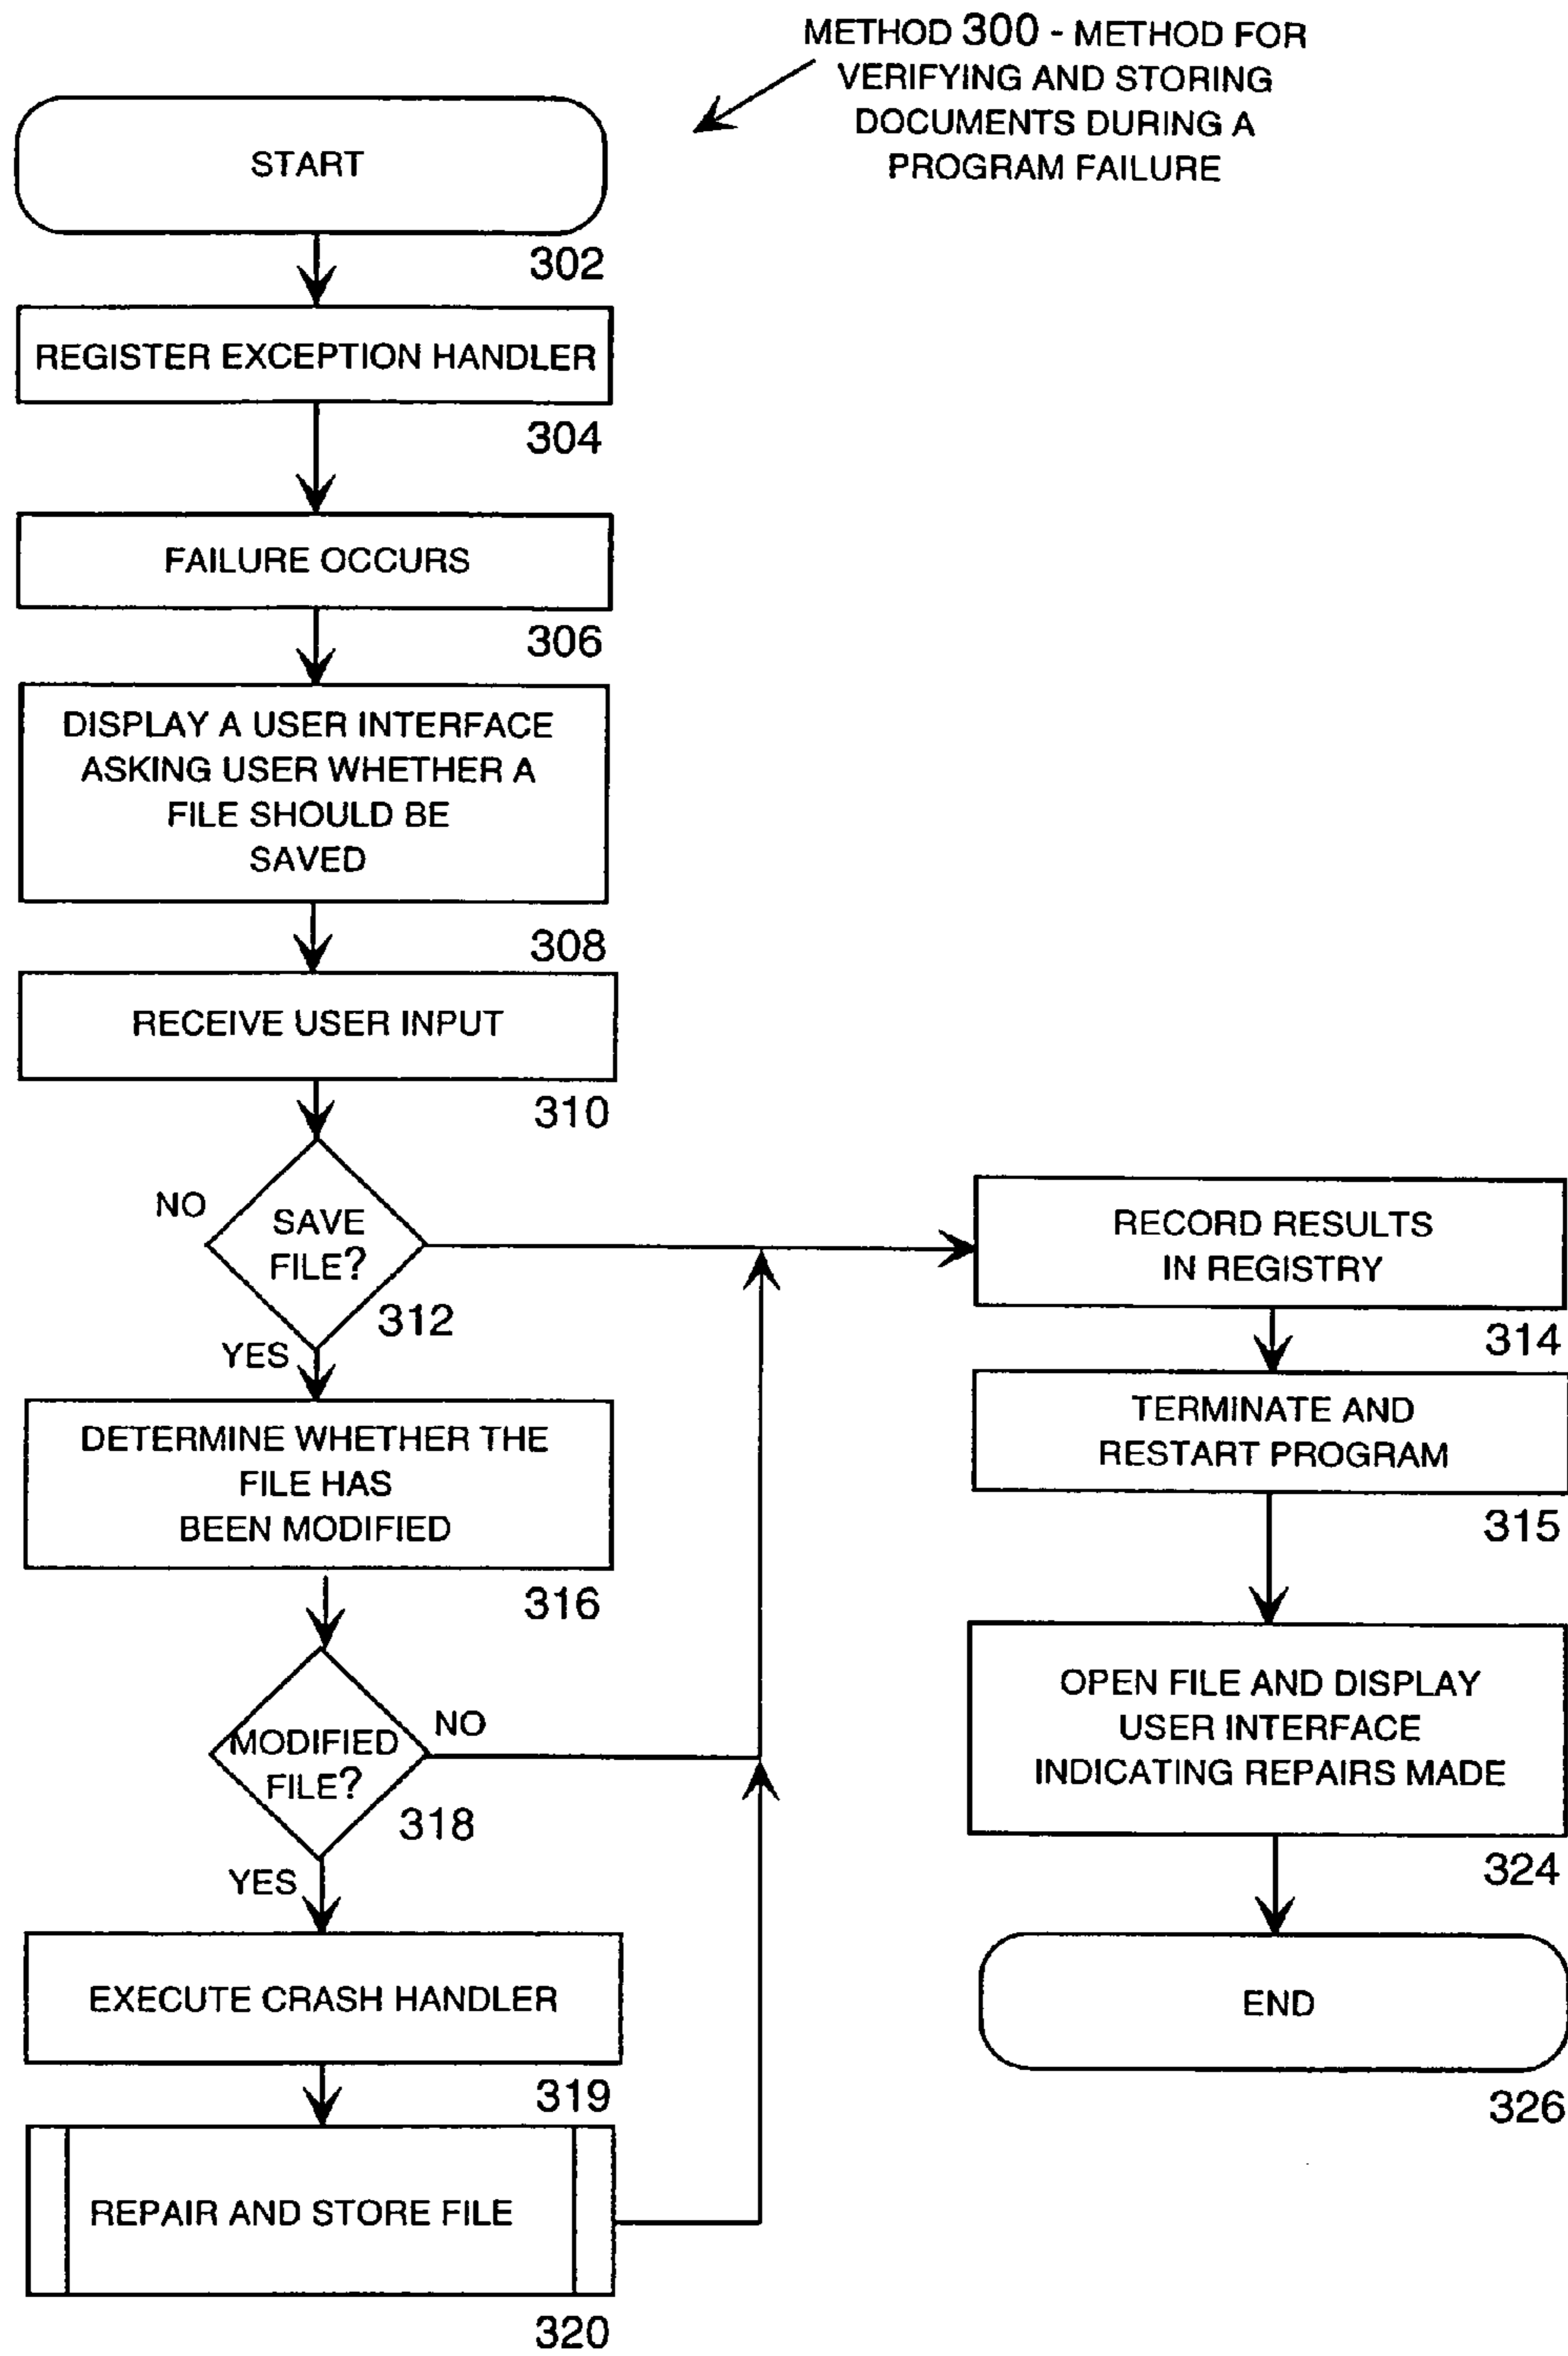 METHOD 300 - METHOD FOR
VERIFYING AND STORING
DOCUMENTS DURING A
PROGRAM FAILURE
START
302
REGISTER EXCEPTION HANDLER
304
FAILURE OCCURS
306
DISPLAY A USER INTERFACE
ASKING USER WHETHER A
FILE SHOULD BE
SAVED
308
RECEIVE USER INPUT
310
NO
SAVE
FILE?
312
YES
DETERMINE WHETHER THE
FILE HAS
BEEN MODIFIED
316
MODIFIED
FILE?
NO
318
YES
EXECUTE CRASH HANDLER
319
REPAIR AND STORE FILE
320
RECORD RESULTS
IN REGISTRY
314
TERMINATE AND
RESTART PROGRAM
315
OPEN FILE AND DISPLAY
USER INTERFACE
INDICATING REPAIRS MADE
324
END
326